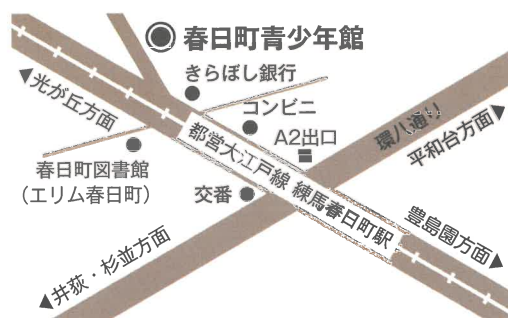 春日町青少年館
きらぼし銀行
コンビニ
A2出口
光が丘方面
環八通り
平和台方面
春日町図書館
（エリム春日町）
都営大江戸線 練馬春日町駅
交番
豊島園方面
井荻・杉並方面